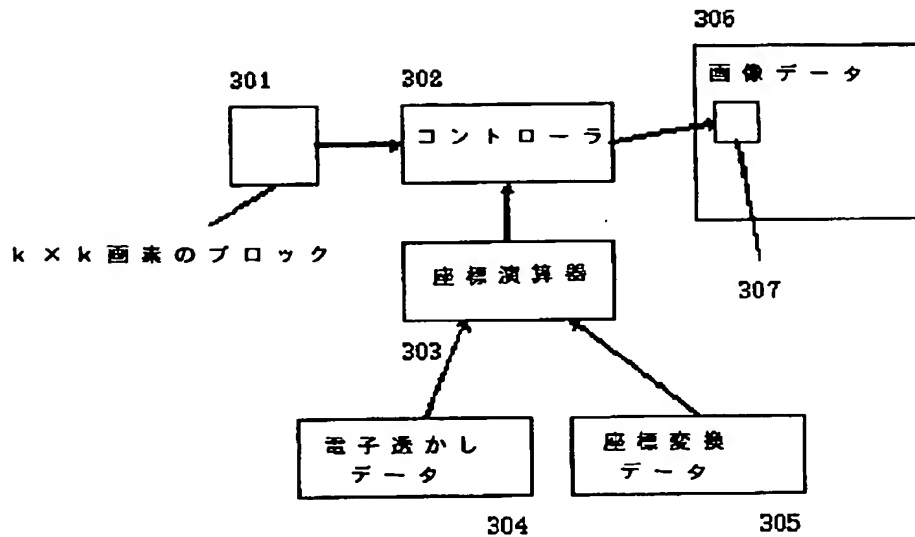 306
301
302
画像データ
コントローラ
k×k画素のブロック
座標演算器
307
303
電子透かし
データ
座標変換
データ
304
305